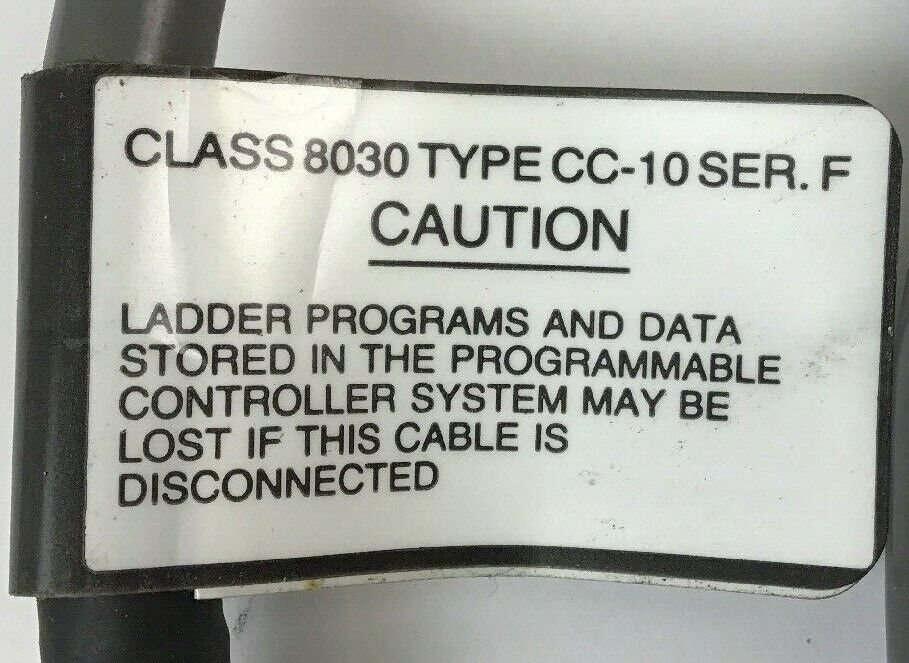 CLASS 8030 TYPE CC-10 SER. F
CAUTION
LADDER PROGRAMS AND DATA
STORED IN THE PROGRAMMABLE
CONTROLLER SYSTEM MAY BE
LOST IF THIS CABLE IS
DISCONNECTED